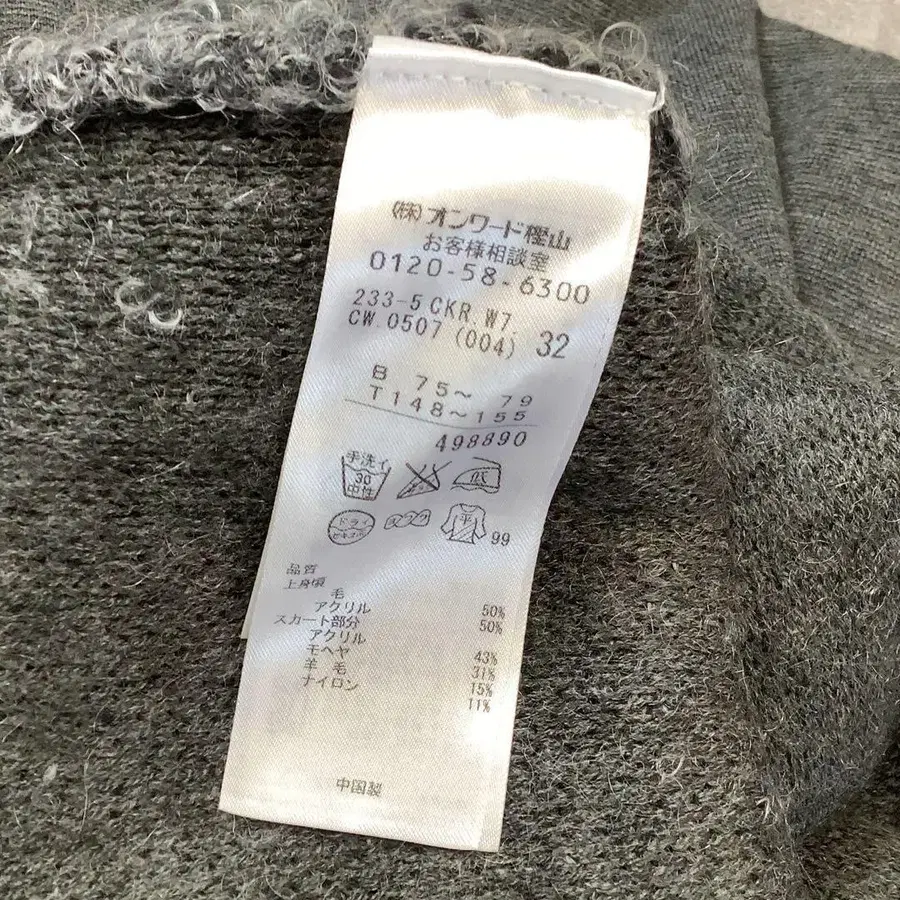 (株)オンワード樫山
お客様相談室
0120-58-6300
233-5 CKR W7.
CW.0507 (004) 32
B 75〜 79
T148〜155
498890
手洗イ
30
中性
低
ドライ
平
99
品質
上身頃
毛 50%
アクリル 50%
スカート部分
アクリル 43%
モヘヤ 31%
羊毛 15%
ナイロン 11%
中国製